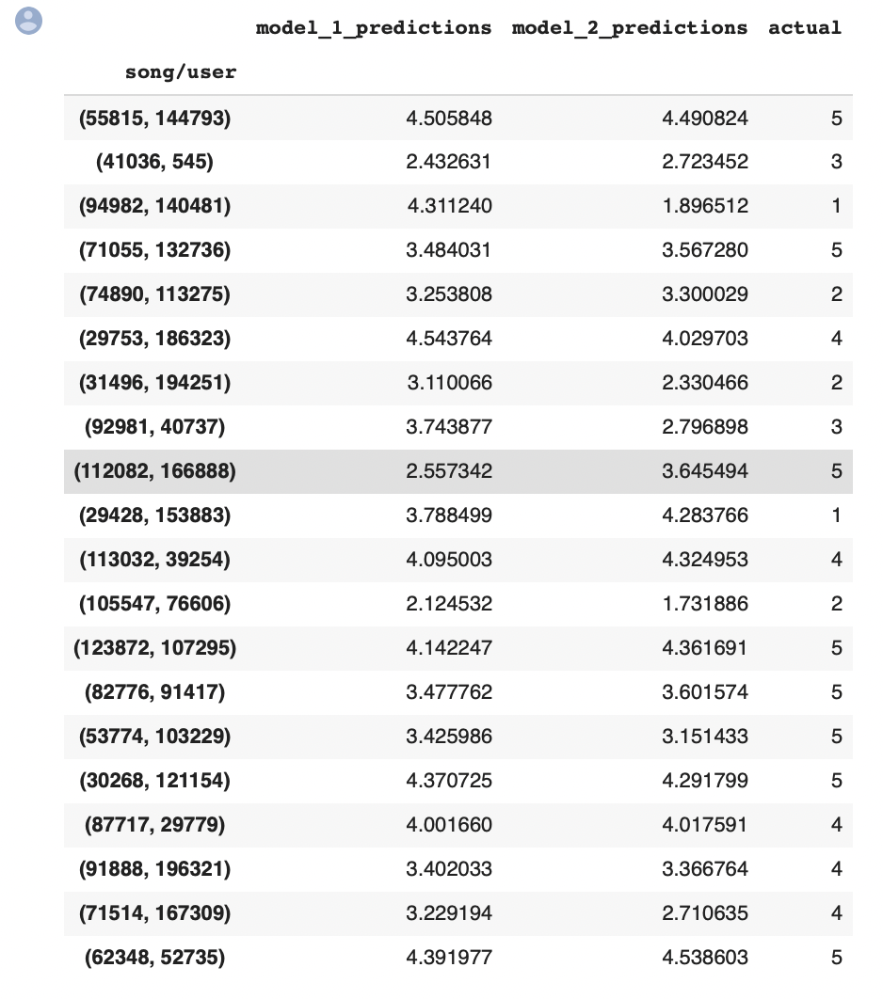 model_1_predictions model_2_predictions actual
song/user
(55815, 144793) 4.505848 4.490824 5
(41036, 545) 2.432631 2.723452 3
(94982, 140481) 4.311240 1.896512 1
(71055, 132736) 3.484031 3.567280 5
(74890, 113275) 3.253808 3.300029 2
(29753, 186323) 4.543764 4.029703 4
(31496, 194251) 3.110066 2.330466 2
(92981, 40737) 3.743877 2.796898 3
(112082, 166888) 2.557342 3.645494 5
(29428, 153883) 3.788499 4.283766 1
(113032, 39254) 4.095003 4.324953 4
(105547, 76606) 2.124532 1.731886 2
(123872, 107295) 4.142247 4.361691 5
(82776, 91417) 3.477762 3.601574 5
(53774, 103229) 3.425986 3.151433 5
(30268, 121154) 4.370725 4.291799 5
(87717, 29779) 4.001660 4.017591 4
(91888, 196321) 3.402033 3.366764 4
(71514, 167309) 3.229194 2.710635 4
(62348, 52735) 4.391977 4.538603 5